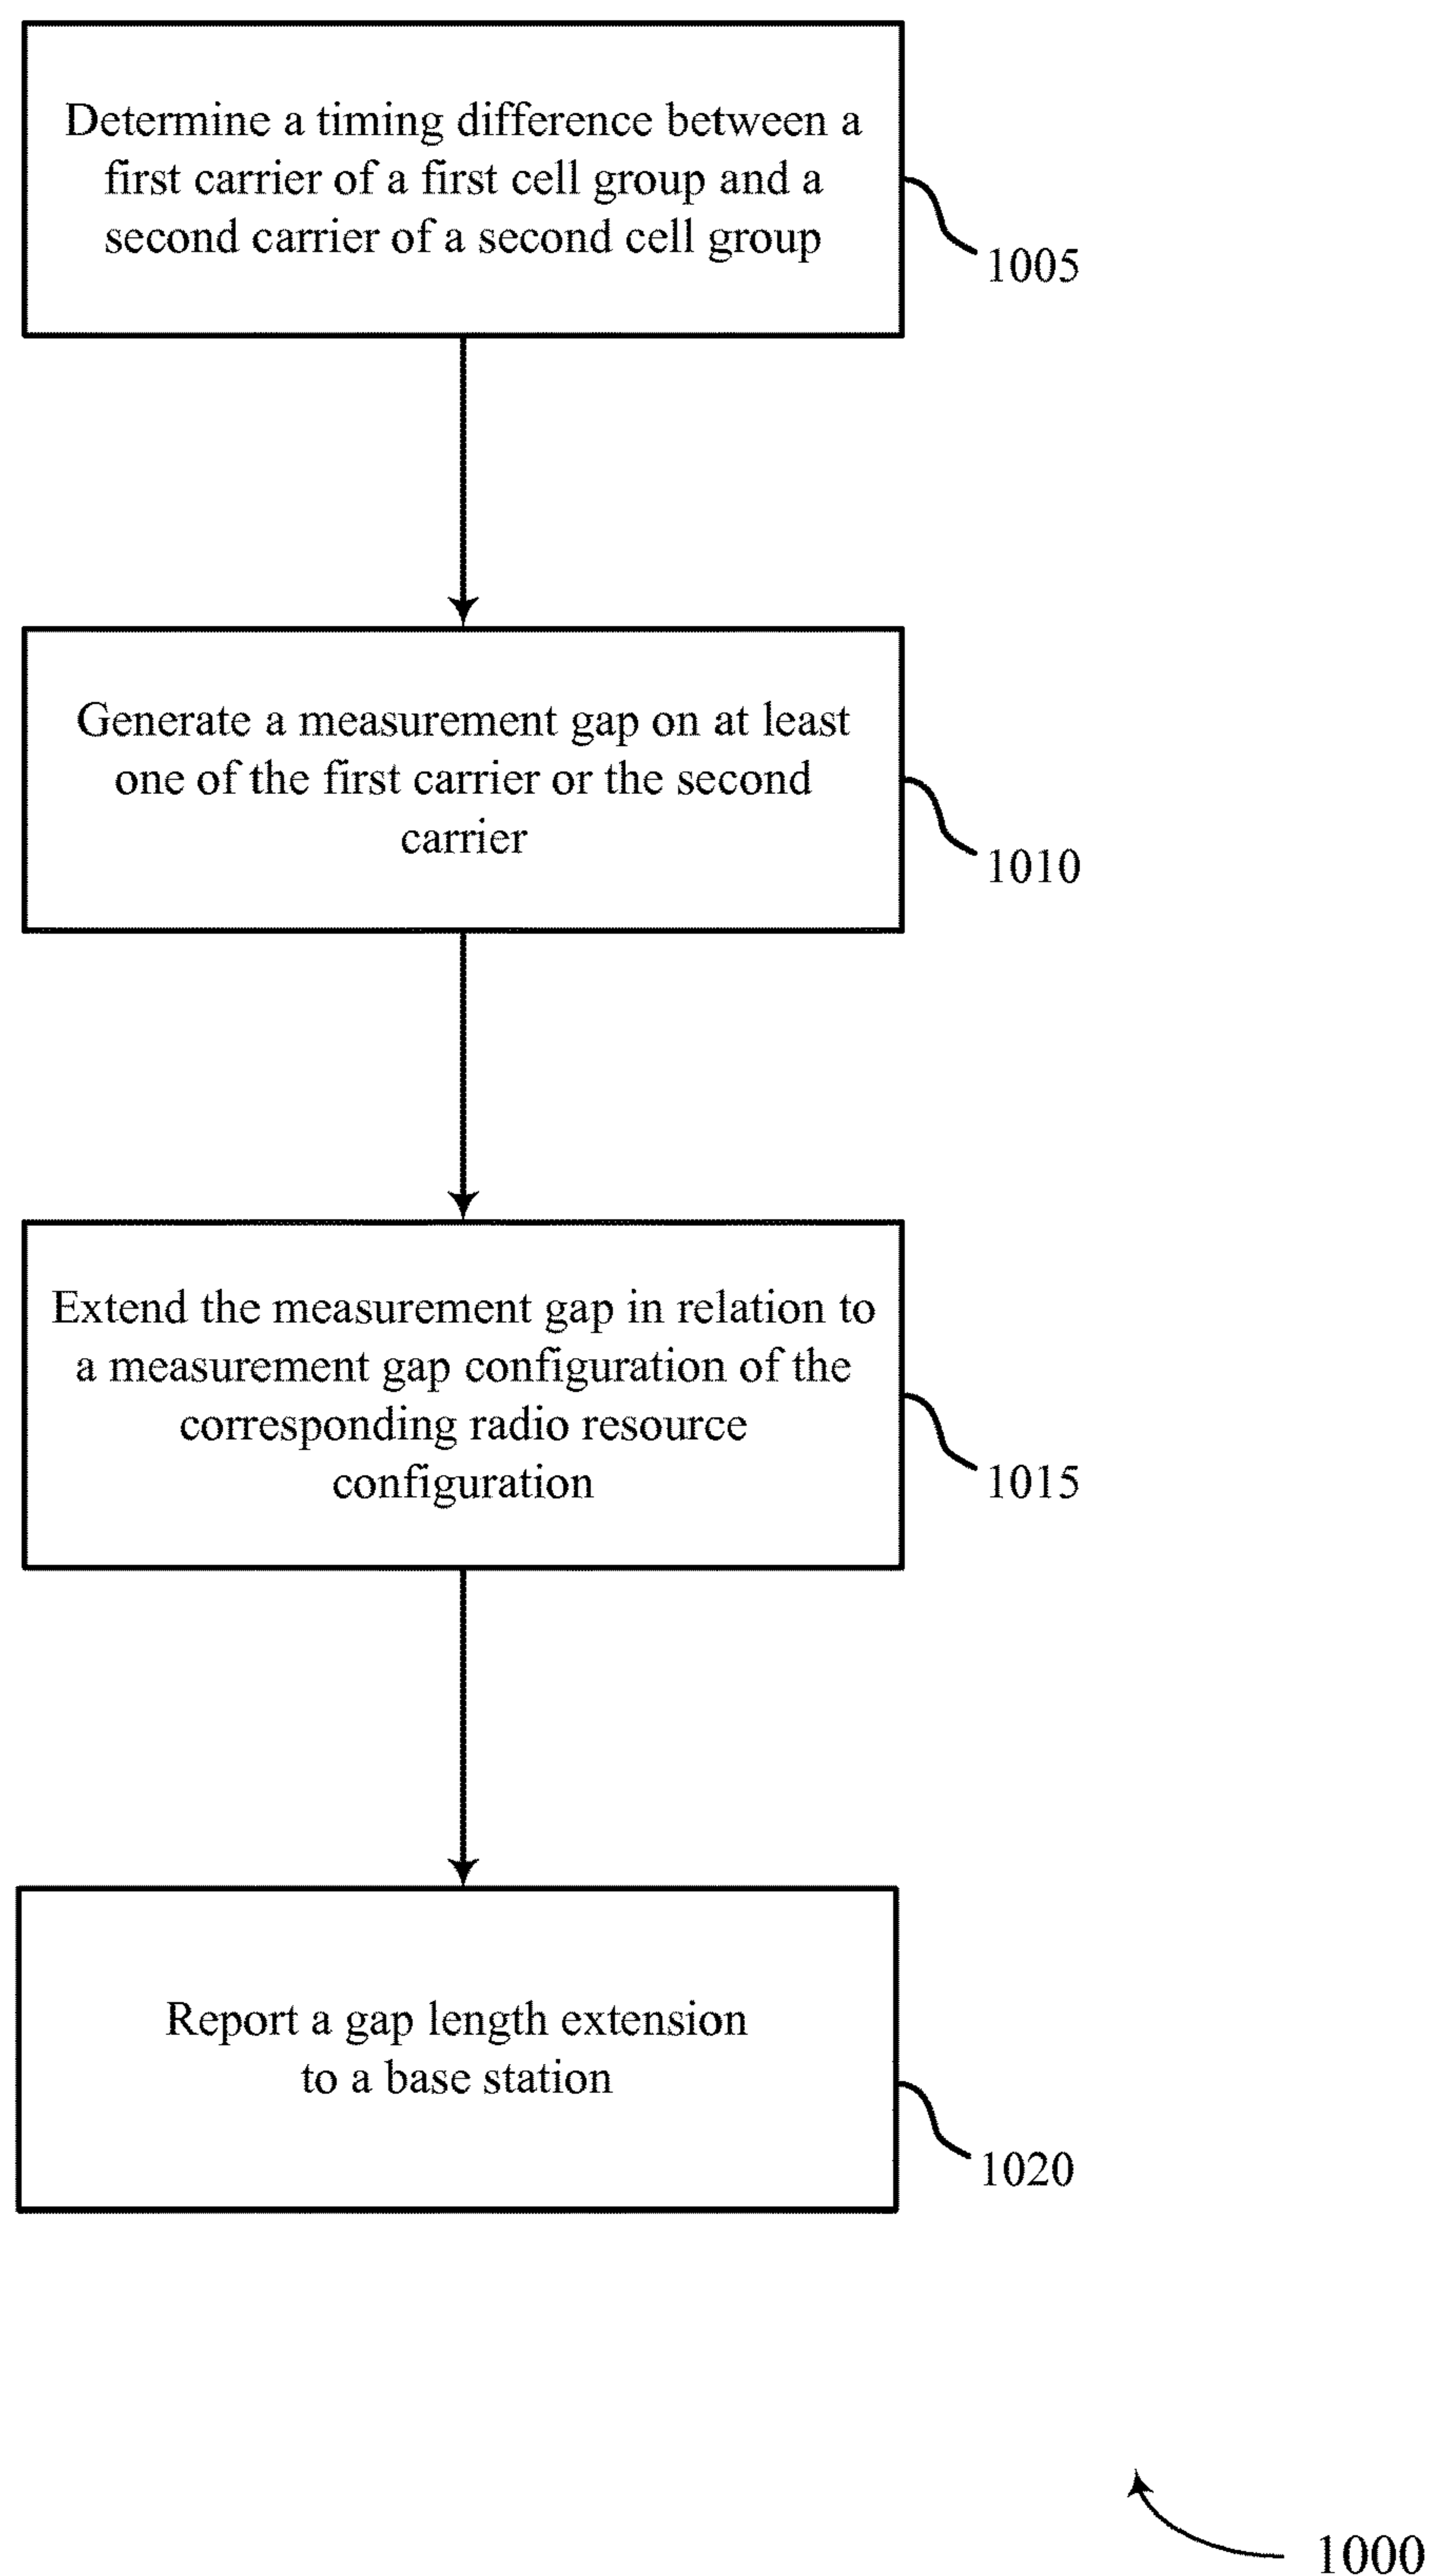 Determine a timing difference between a
first carrier of a first cell group and a
second carrier of a second cell group
1005
Generate a measurement gap on at least
one of the first carrier or the second
carrier
1010
Extend the measurement gap in relation to
a measurement gap configuration of the
corresponding radio resource
configuration
1015
Report a gap length extension
to a base station
1020
1000